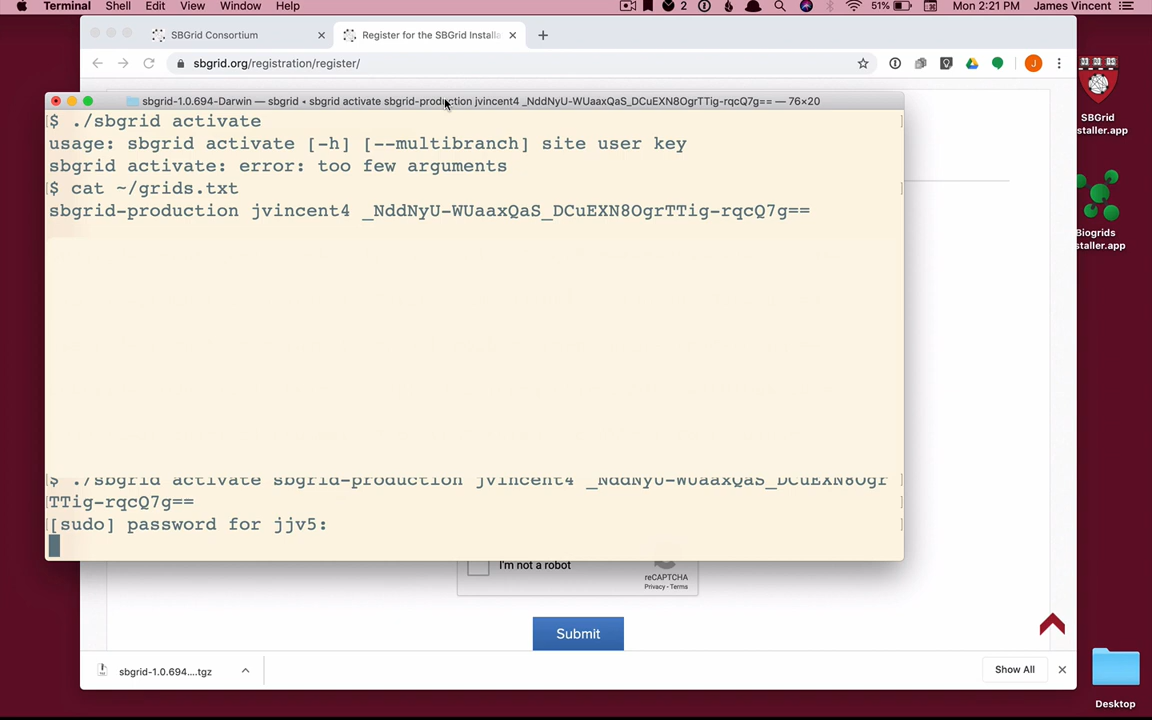 Terminal Shell Edit View Window Help 2 51% Mon 2:21 PM James Vincent
SBGrid Consortium Register for the SBGrid Installa
sbgrid.org/registration/register/ J
sbgrid-1.0.694-Darwin — sbgrid • sbgrid activate sbgrid-production jvincent4 _NddNyU-WUaaxQaS_DCuEXN8OgrTTig-rqcQ7g== — 76×20
$ ./sbgrid activate
usage: sbgrid activate [-h] [--multibranch] site user key
sbgrid activate: error: too few arguments
$ cat ~/grids.txt
sbgrid-production jvincent4 _NddNyU-WUaaxQaS_DCuEXN8OgrTTig-rqcQ7g==
$ ./sbgrid activate sbgrid-production jvincent4 _NddNyU-WUaaxQaS_DCuEXN8Ogr
TTig-rqcQ7g==
[sudo] password for jjv5:
I'm not a robot
reCAPTCHA
Privacy - Terms
Submit
sbgrid-1.0.694....tgz
Show All
SBGrid
staller.app
Biogrids
staller.app
Desktop